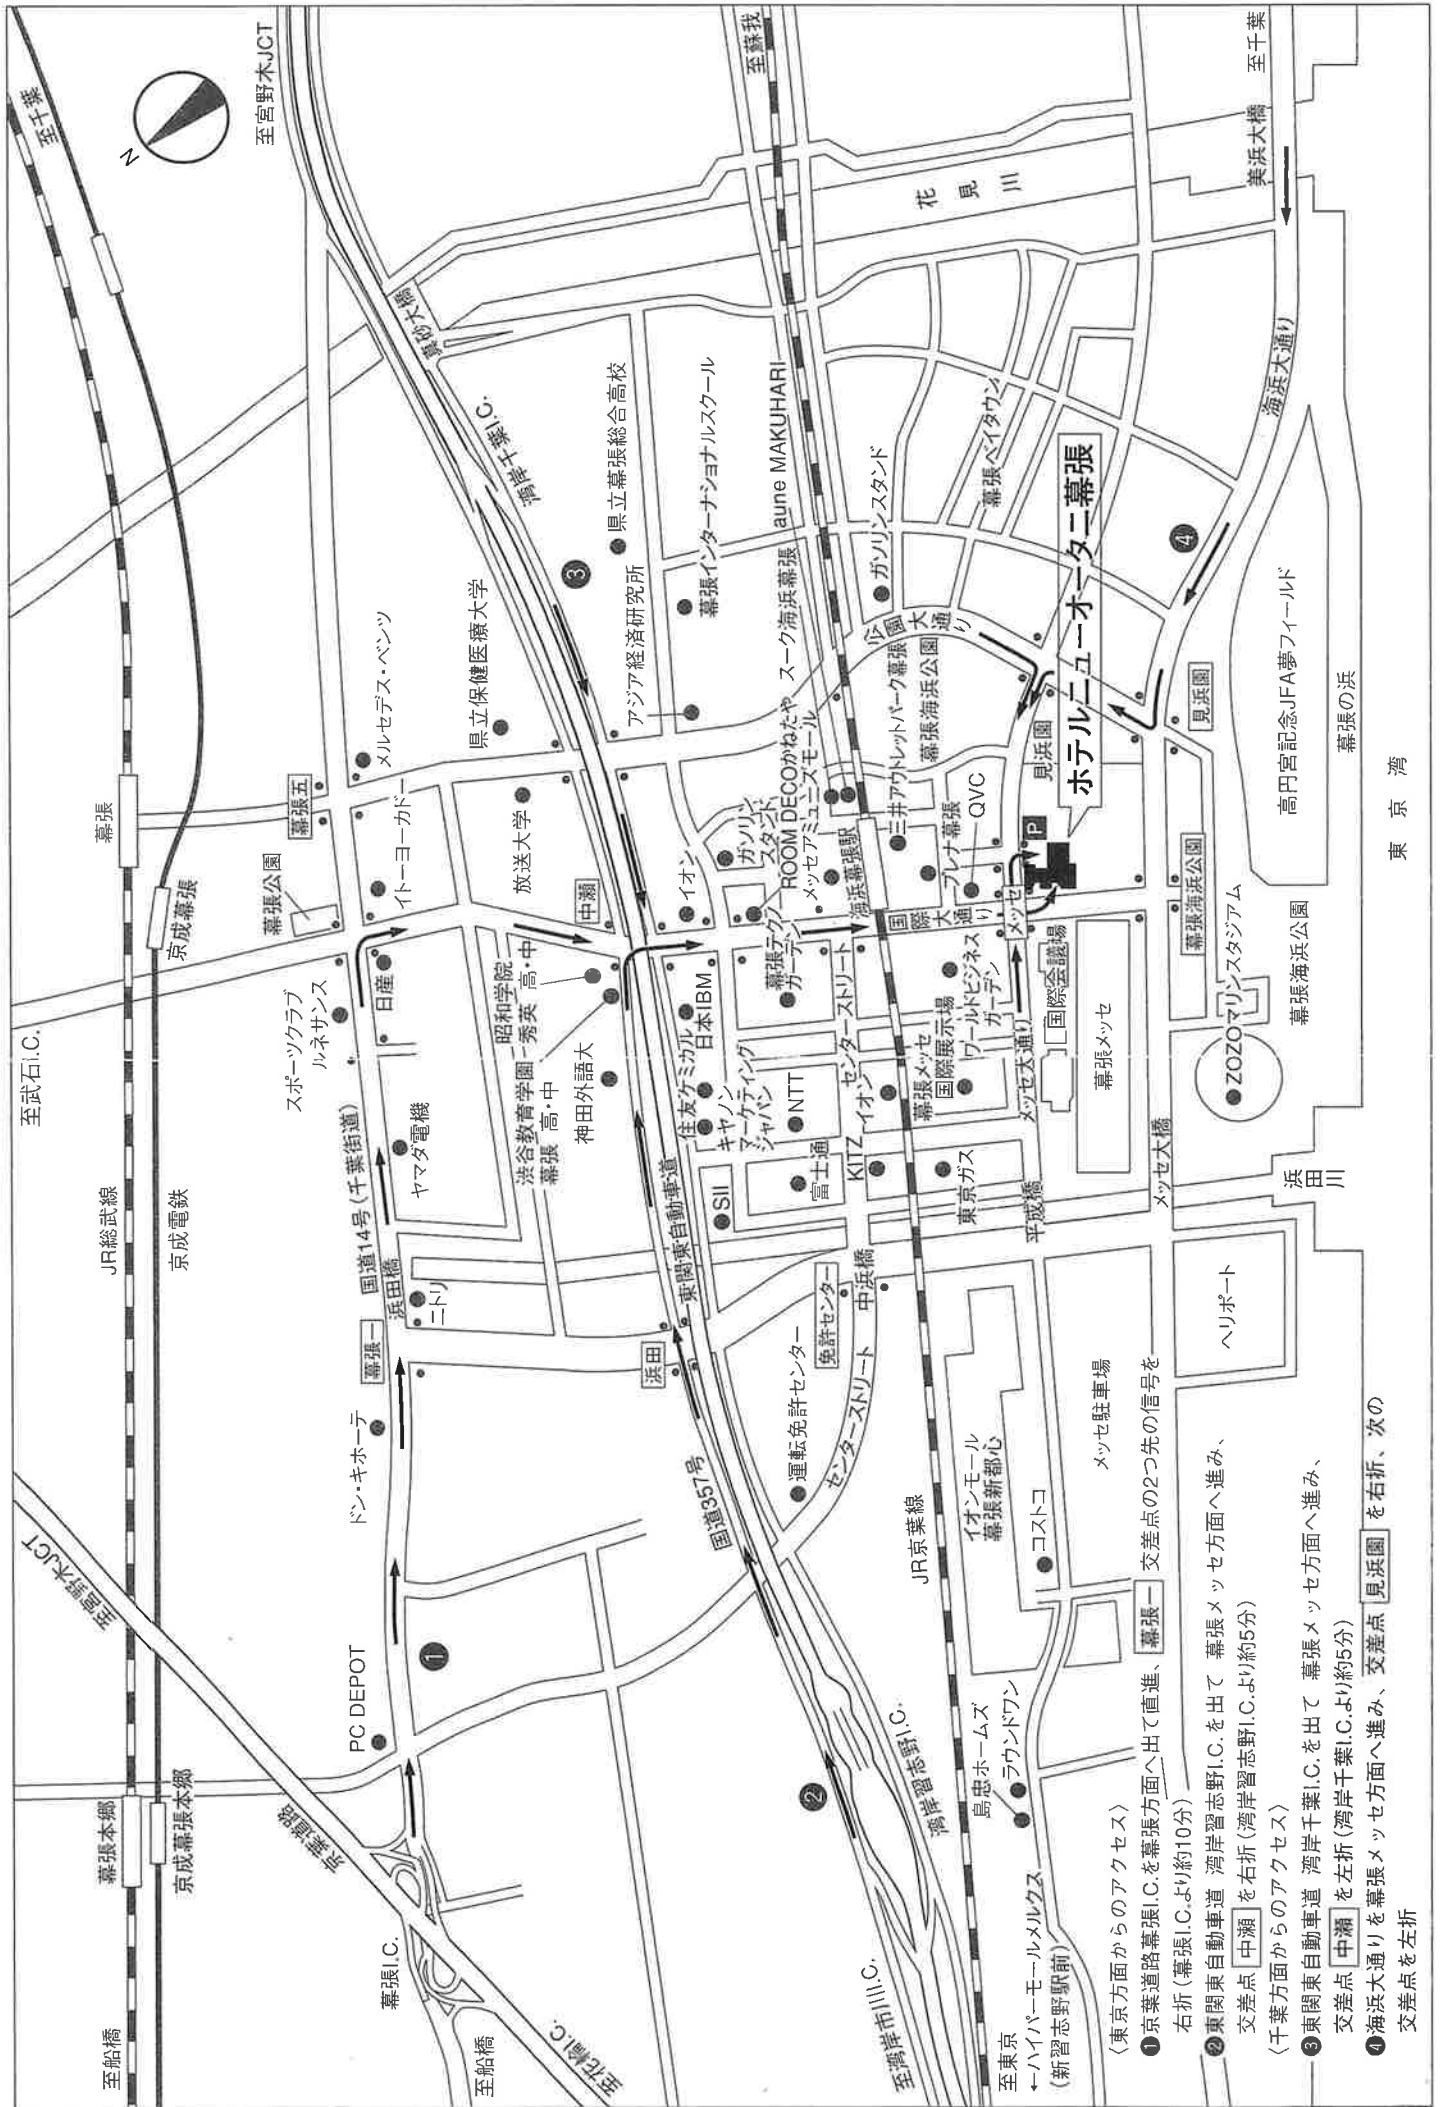 至船橋
JR総武線
幕張本郷
幕張
至千葉
京成幕張本郷
京成電鉄
京成幕張
N
至武石I.C.
至宮野木JCT
至宮野木JCT
京葉道路
幕張I.C.
至船橋
至花輪I.C.
PC DEPOT
ドン・キホーテ
幕張一
国道14号(千葉街道)
浜田橋
ニトリ
ヤマダ電機
スポーツクラブ
ルネサンス
日産
幕張公園
幕張五
イトーヨーカドー
メルセデス・ベンツ
昭和学院
秀英 高・中
渋谷教育学園
幕張 高・中
神田外語大
放送大学
中瀬
県立保健医療大学
真砂大橋
湾岸千葉I.C.
県立幕張総合高校
アジア経済研究所
幕張インターナショナルスクール
❶
❷
❸
❹
浜田
国道357号
東関東自動車道
湾岸習志野I.C.
至湾岸市川I.C.
SII
住友ケミカル
日本IBM
キヤノン
マーケティング
ジャパン
NTT
富士通
イオン
ガソリン
スタンド
ROOM DECOかねたや
幕張テクノ
ガーデン
メッセアミューズモール
スーク海浜幕張
aune MAKUHARI
至蘇我
運転免許センター
免許センター
センターストリート
中浜橋
センターストリート
KITZ
イオン
海浜幕張駅
JR京葉線
至東京
←ハイパーモールメルクス
(新習志野駅前)
島忠ホームズ
ラウンドワン
イオンモール
幕張新都心
コストコ
東京ガス
幕張メッセ
国際展示場
ワールドビジネス
ガーデン
国際大通り
プレナ幕張
QVC
三井アウトレットパーク幕張
幕張海浜公園
公園大通り
ガソリンスタンド
幕張ベイタウン
花見川
美浜大橋
至千葉
海浜大通り
平成橋
メッセ大通り
メッセ
国際会議場
P
ホテルニューオータニ幕張
見浜園
見浜園
幕張メッセ
メッセ大橋
幕張海浜公園
メッセ駐車場
ヘリポート
浜田川
ZOZOマリンスタジアム
幕張海浜公園
高円宮記念JFA夢フィールド
幕張の浜
東京湾
〈東京方面からのアクセス〉
❶京葉道路幕張I.C.を幕張方面へ出て直進、幕張一 交差点の2つ先の信号を
右折(幕張I.C.より約10分)
❷東関東自動車道 湾岸習志野I.C.を出て 幕張メッセ方面へ進み、
交差点 中瀬 を右折(湾岸習志野I.C.より約5分)
〈千葉方面からのアクセス〉
❸東関東自動車道 湾岸千葉I.C.を出て 幕張メッセ方面へ進み、
交差点 中瀬 を左折(湾岸千葉I.C.より約5分)
❹海浜大通りを幕張メッセ方面へ進み、交差点 見浜園 を右折、次の
交差点を左折